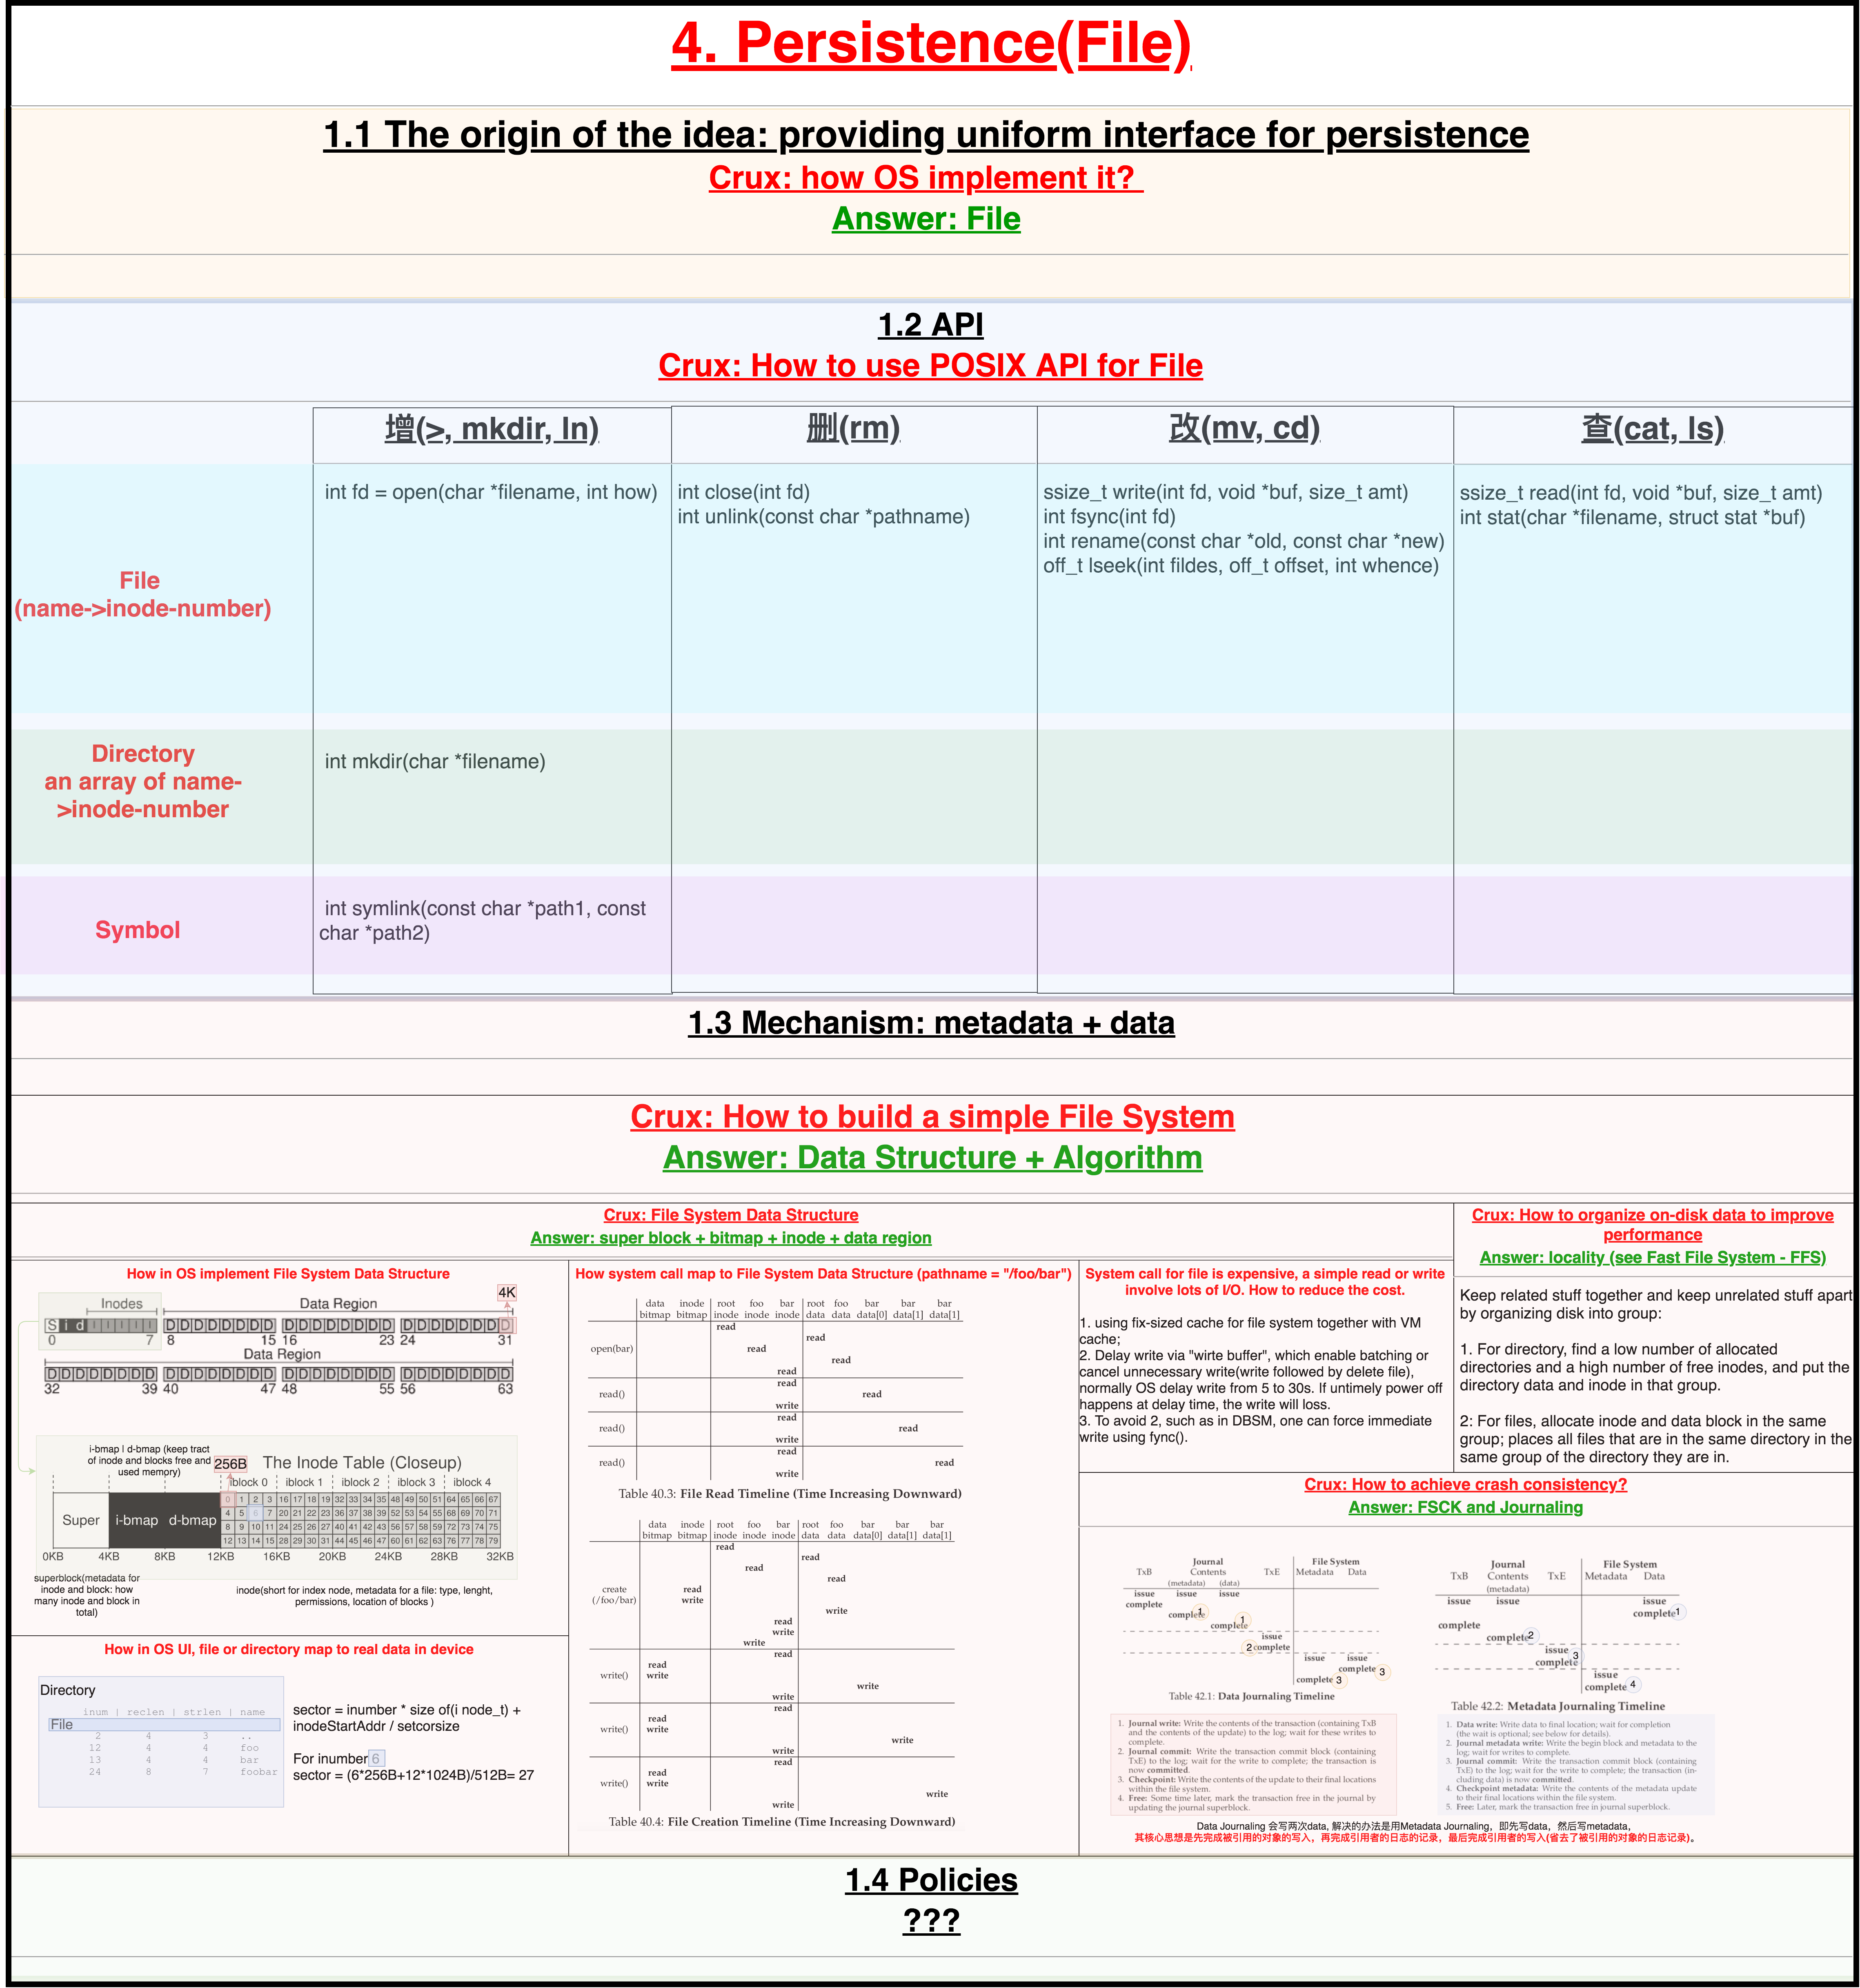 4. Persistence(File)
1.1 The origin of the idea: providing uniform interface for persistence
Crux: how OS implement it?
Answer: File
1.2 API
Crux: How to use POSIX API for File
增(>, mkdir, ln)
删(rm)
改(mv, cd)
查(cat, ls)
File
(name->inode-number)
int fd = open(char *filename, int how)
int close(int fd)
int unlink(const char *pathname)
ssize_t write(int fd, void *buf, size_t amt)
int fsync(int fd)
int rename(const char *old, const char *new)
off_t lseek(int fildes, off_t offset, int whence)
ssize_t read(int fd, void *buf, size_t amt)
int stat(char *filename, struct stat *buf)
Directory
an array of name-
>inode-number
int mkdir(char *filename)
Symbol
int symlink(const char *path1, const
char *path2)
1.3 Mechanism: metadata + data
Crux: How to build a simple File System
Answer: Data Structure + Algorithm
Crux: File System Data Structure
Answer: super block + bitmap + inode + data region
How in OS implement File System Data Structure
4K
Inodes
Data Region
S i d I I I I I D D D D D D D D D D D D D D D D D D D D D D D D
0 7 8 15 16 23 24 31
Data Region
D D D D D D D D D D D D D D D D D D D D D D D D D D D D D D D D
32 39 40 47 48 55 56 63
i-bmap | d-bmap (keep tract
of inode and blocks free and
used memory)
256B
The Inode Table (Closeup)
iblock 0 iblock 1 iblock 2 iblock 3 iblock 4
Super i-bmap d-bmap
0 1 2 3 16 17 18 19 32 33 34 35 48 49 50 51 64 65 66 67
4 5 6 7 20 21 22 23 36 37 38 39 52 53 54 55 68 69 70 71
8 9 10 11 24 25 26 27 40 41 42 43 56 57 58 59 72 73 74 75
12 13 14 15 28 29 30 31 44 45 46 47 60 61 62 63 76 77 78 79
0KB 4KB 8KB 12KB 16KB 20KB 24KB 28KB 32KB
superblock(metadata for
inode and block: how
many inode and block in
total)
inode(short for index node, metadata for a file: type, lenght,
permissions, location of blocks )
How in OS UI, file or directory map to real data in device
Directory
inum | reclen | strlen | name
File
2 4 3 ..
12 4 4 foo
13 4 4 bar
24 8 7 foobar
sector = inumber * size of(i node_t) +
inodeStartAddr / setcorsize
For inumber 6
sector = (6*256B+12*1024B)/512B= 27
How system call map to File System Data Structure (pathname = "/foo/bar")
data inode root foo bar root foo bar bar bar
bitmap bitmap inode inode inode data data data[0] data[1] data[1]
read
read
open(bar) read
read
read
read
read() read
write
read
read() read
write
read
read() read
write
Table 40.3: File Read Timeline (Time Increasing Downward)
data inode root foo bar root foo bar bar bar
bitmap bitmap inode inode inode data data data[0] data[1] data[1]
read
read
read
read
create read
(/foo/bar) write
write
read
write
write
read
read
write() write
write
write
read
read
write() write
write
write
read
read
write() write
write
write
Table 40.4: File Creation Timeline (Time Increasing Downward)
System call for file is expensive, a simple read or write
involve lots of I/O. How to reduce the cost.
1. using fix-sized cache for file system together with VM
cache;
2. Delay write via "wirte buffer", which enable batching or
cancel unnecessary write(write followed by delete file),
normally OS delay write from 5 to 30s. If untimely power off
happens at delay time, the write will loss.
3. To avoid 2, such as in DBSM, one can force immediate
write using fync().
Crux: How to organize on-disk data to improve
performance
Answer: locality (see Fast File System - FFS)
Keep related stuff together and keep unrelated stuff apart
by organizing disk into group:
1. For directory, find a low number of allocated
directories and a high number of free inodes, and put the
directory data and inode in that group.
2: For files, allocate inode and data block in the same
group; places all files that are in the same directory in the
same group of the directory they are in.
Crux: How to achieve crash consistency?
Answer: FSCK and Journaling
Journal File System
TxB Contents TxE Metadata Data
(metadata) (data)
issue issue issue
complete
complete 1
complete 1
issue
2 complete
issue issue
complete 3
complete 3
Table 42.1: Data Journaling Timeline
1. Journal write: Write the contents of the transaction (containing TxB
and the contents of the update) to the log; wait for these writes to
complete.
2. Journal commit: Write the transaction commit block (containing
TxE) to the log; wait for the write to complete; the transaction is
now committed.
3. Checkpoint: Write the contents of the update to their final locations
within the file system.
4. Free: Some time later, mark the transaction free in the journal by
updating the journal superblock.
Journal File System
TxB Contents TxE Metadata Data
(metadata)
issue issue issue
complete 1
complete
complete 2
issue 3
complete
issue
complete 4
Table 42.2: Metadata Journaling Timeline
1. Data write: Write data to final location; wait for completion
(the wait is optional; see below for details).
2. Journal metadata write: Write the begin block and metadata to the
log; wait for writes to complete.
3. Journal commit: Write the transaction commit block (containing
TxE) to the log; wait for the write to complete; the transaction (in-
cluding data) is now committed.
4. Checkpoint metadata: Write the contents of the metadata update
to their final locations within the file system.
5. Free: Later, mark the transaction free in journal superblock.
Data Journaling 会写两次data, 解决的办法是用Metadata Journaling，即先写data，然后写metadata，
其核心思想是先完成被引用的对象的写入，再完成引用者的日志的记录，最后完成引用者的写入(省去了被引用的对象的日志记录)。
1.4 Policies
???